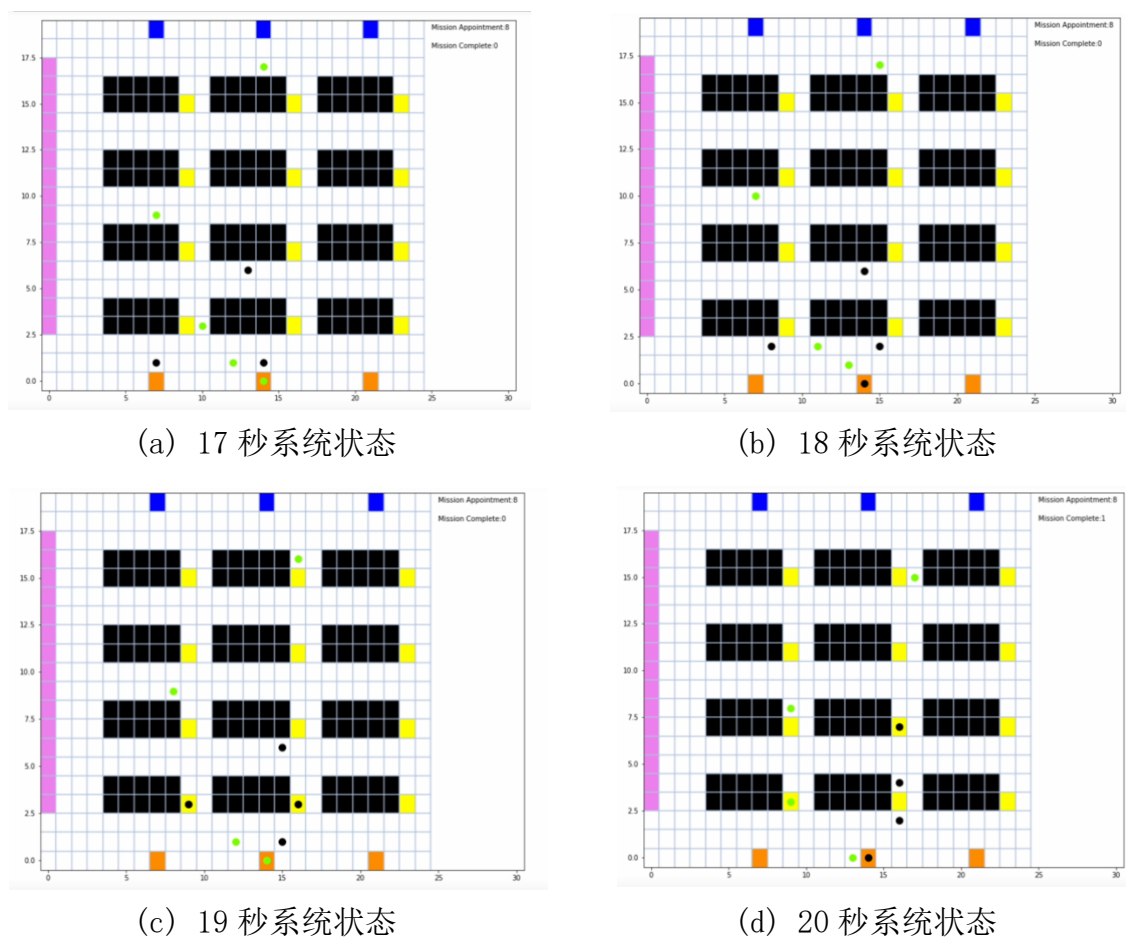 Mission Appointment:8
Mission Complete:0
17.5
15.0
12.5
10.0
7.5
5.0
2.5
0.0
0 5 10 15 20 25 30
(a) 17 秒系统状态
Mission Appointment:8
Mission Complete:0
17.5
15.0
12.5
10.0
7.5
5.0
2.5
0.0
0 5 10 15 20 25 30
(b) 18 秒系统状态
Mission Appointment:8
Mission Complete:0
17.5
15.0
12.5
10.0
7.5
5.0
2.5
0.0
0 5 10 15 20 25 30
(c) 19 秒系统状态
Mission Appointment:8
Mission Complete:1
17.5
15.0
12.5
10.0
7.5
5.0
2.5
0.0
0 5 10 15 20 25 30
(d) 20 秒系统状态